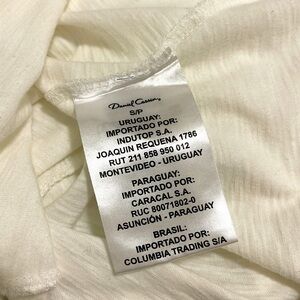 Daniel Cassin
S/P
URUGUAY:
IMPORTADO POR:
INDUTOP S.A.
JOAQUIN REQUENA 1786
RUT 211 858 950 012
MONTEVIDEO - URUGUAY
PARAGUAY:
IMPORTADO POR:
CARACAL S.A.
RUC 80071802-0
ASUNCIÓN - PARAGUAY
BRASIL:
IMPORTADO POR:
COLUMBIA TRADING S/A